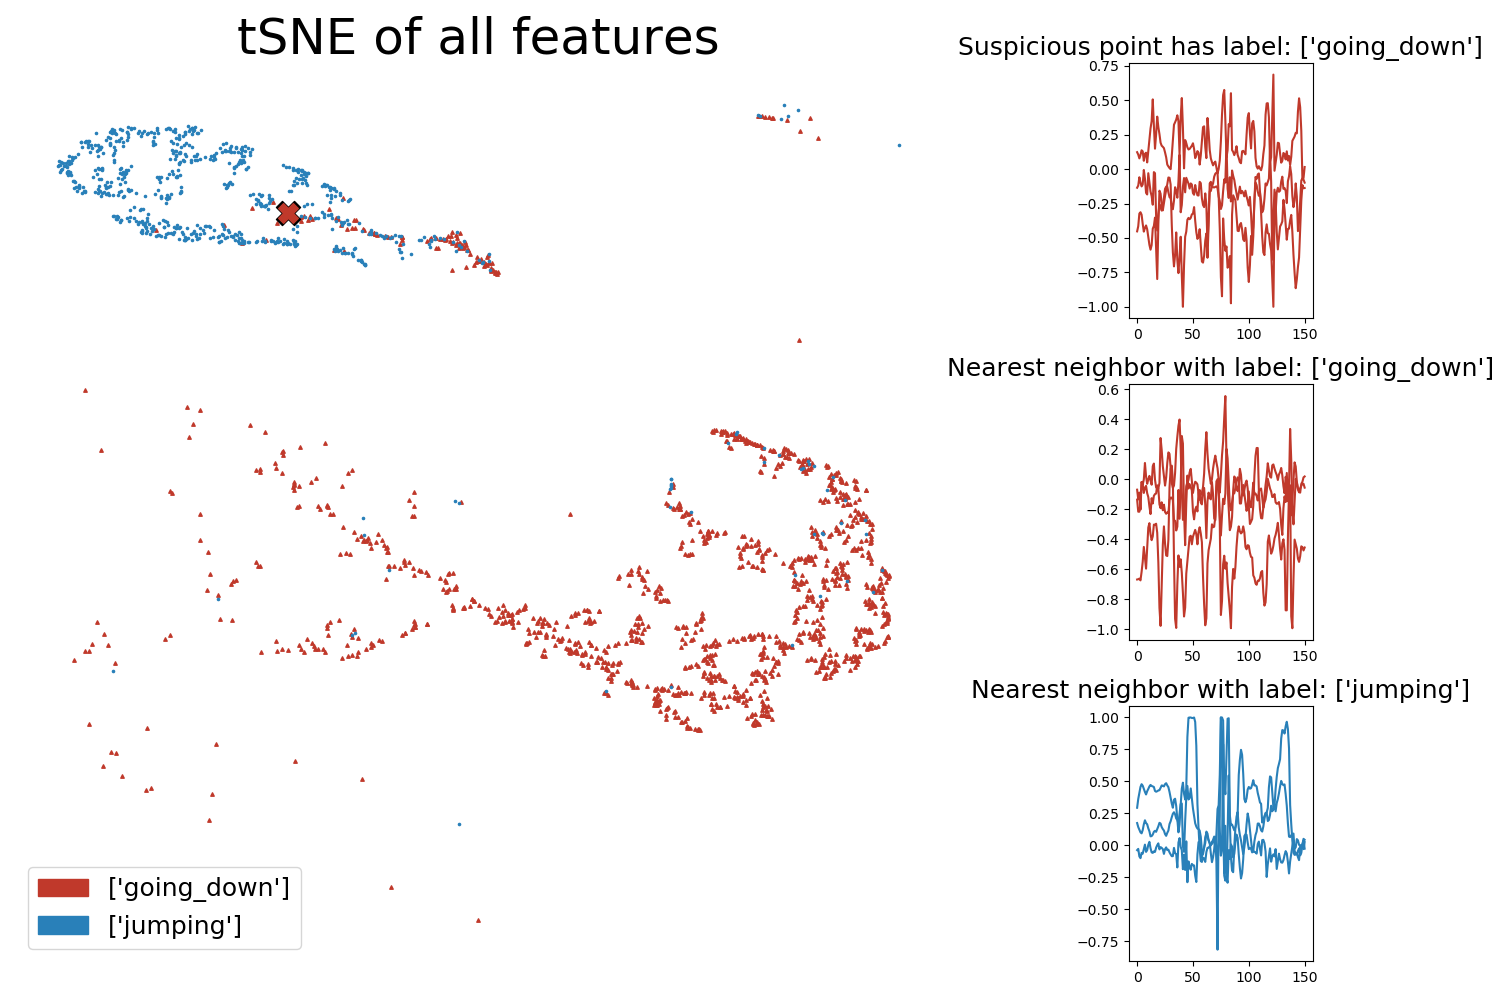 tSNE of all features
['going_down']
['jumping']
Suspicious point has label: ['going_down']
0.75
0.50
0.25
0.00
−0.25
−0.50
−0.75
−1.00
0 50 100 150
Nearest neighbor with label: ['going_down']
0.6
0.4
0.2
0.0
−0.2
−0.4
−0.6
−0.8
−1.0
0 50 100 150
Nearest neighbor with label: ['jumping']
1.00
0.75
0.50
0.25
0.00
−0.25
−0.50
−0.75
0 50 100 150